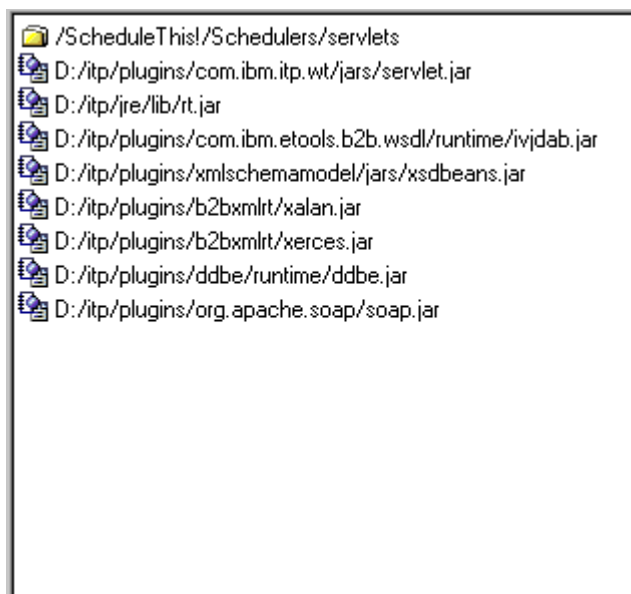 /ScheduleThis!/Schedulers/servlets
D:/itp/plugins/com.ibm.itp.wt/jars/servlet.jar
D:/itp/jre/lib/rt.jar
D:/itp/plugins/com.ibm.etools.b2b.wsdl/runtime/ivjdab.jar
D:/itp/plugins/xmlschemamodel/jars/xsdbeans.jar
D:/itp/plugins/b2bxmlrt/xalan.jar
D:/itp/plugins/b2bxmlrt/xerces.jar
D:/itp/plugins/ddbe/runtime/ddbe.jar
D:/itp/plugins/org.apache.soap/soap.jar